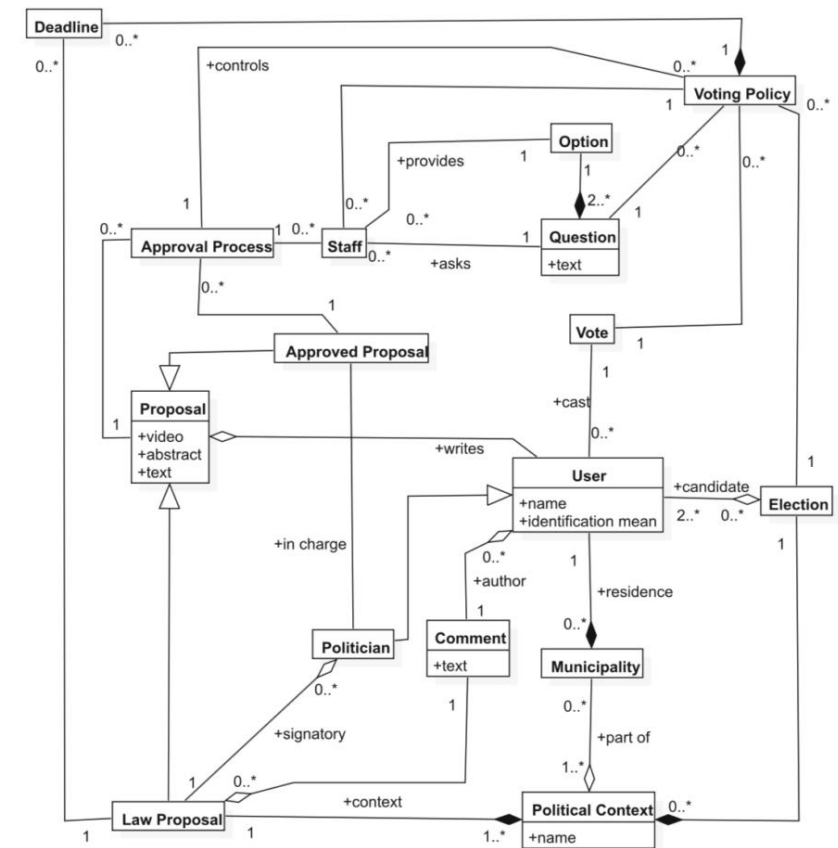 Deadline
0..*
0..*
1
+controls
0..*
Voting Policy
0..*
1
Option
+provides
1
1
0..*
0..*
2..*
0..*
1
0..*
1
Question
+text
0..*
Approval Process
1
0..*
Staff
0..*
1
+asks
0..*
1
Vote
1
Approved Proposal
1
+cast
Proposal
+video
+abstract
+text
1
0..*
+writes
User
+name
+identification mean
+candidate
2..*
0..*
1
Election
1
+in charge
0..*
+author
1
1
+residence
0..*
Politician
Comment
+text
Municipality
0..*
1
0..*
+signatory
+part of
1
0..*
1..*
+context
Law Proposal
1
1
1..*
Political Context
+name
0..*